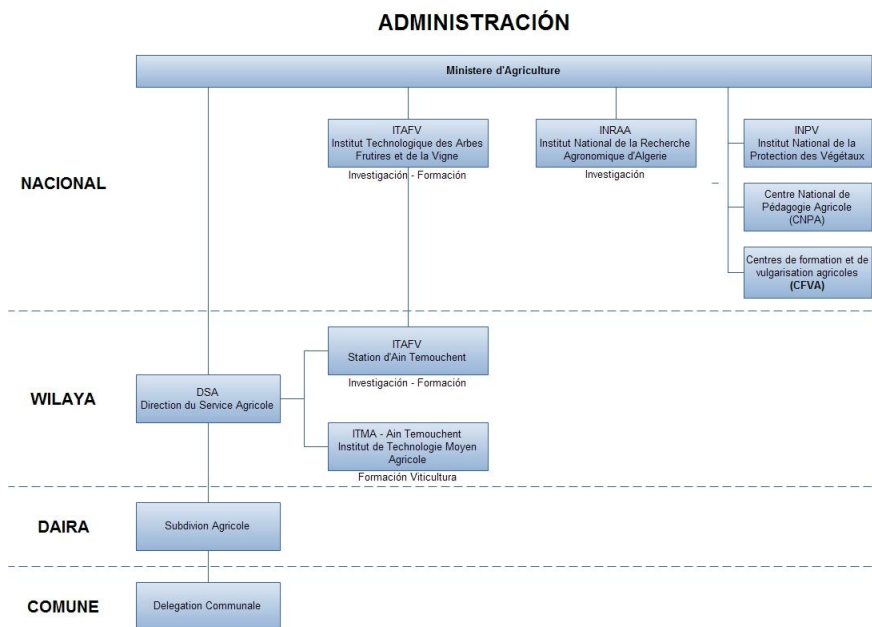 ADMINISTRACIÓN
Ministere d'Agriculture
NACIONAL
ITAFV
Institut Technologique des Arbes
Frutires et de la Vigne
Investigación - Formación
INRAA
Institut National de la Recherche
Agronomique d'Algerie
Investigación
INPV
Institut National de la
Protection des Végétaux
Centre National de
Pédagogie Agricole
(CNPA)
Centres de formation et de
vulgarisation agricoles
(CFVA)
WILAYA
DSA
Direction du Service Agricole
ITAFV
Station d'Ain Temouchent
Investigación - Formación
ITMA - Ain Temouchent
Institut de Technologie Moyen
Agricole
Formación Viticultura
DAIRA
Subdivion Agricole
COMUNE
Delegation Communale